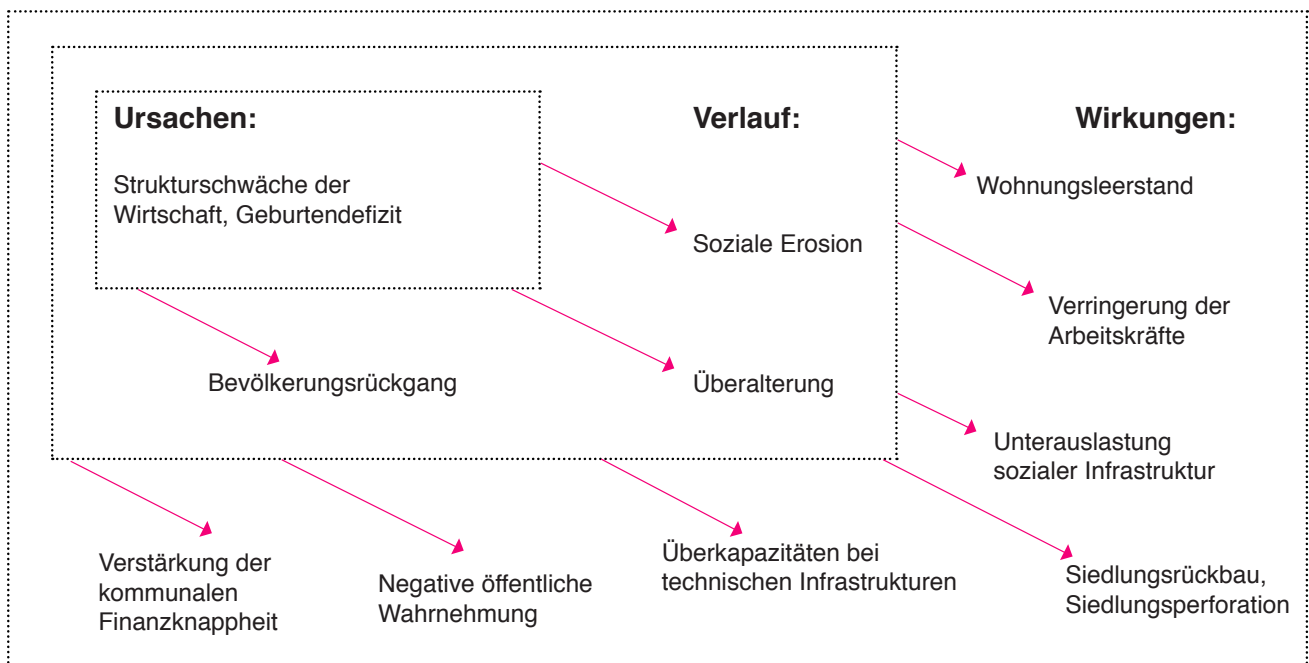 Ursachen:
Verlauf:
Wirkungen:
Strukturschwäche der
Wirtschaft, Geburtendefizit
Wohnungsleerstand
Soziale Erosion
Verringerung der
Arbeitskräfte
Bevölkerungsrückgang
Überalterung
Unterauslastung
sozialer Infrastruktur
Verstärkung der
kommunalen
Finanzknappheit
Negative öffentliche
Wahrnehmung
Überkapazitäten bei
technischen Infrastrukturen
Siedlungsrückbau,
Siedlungsperforation